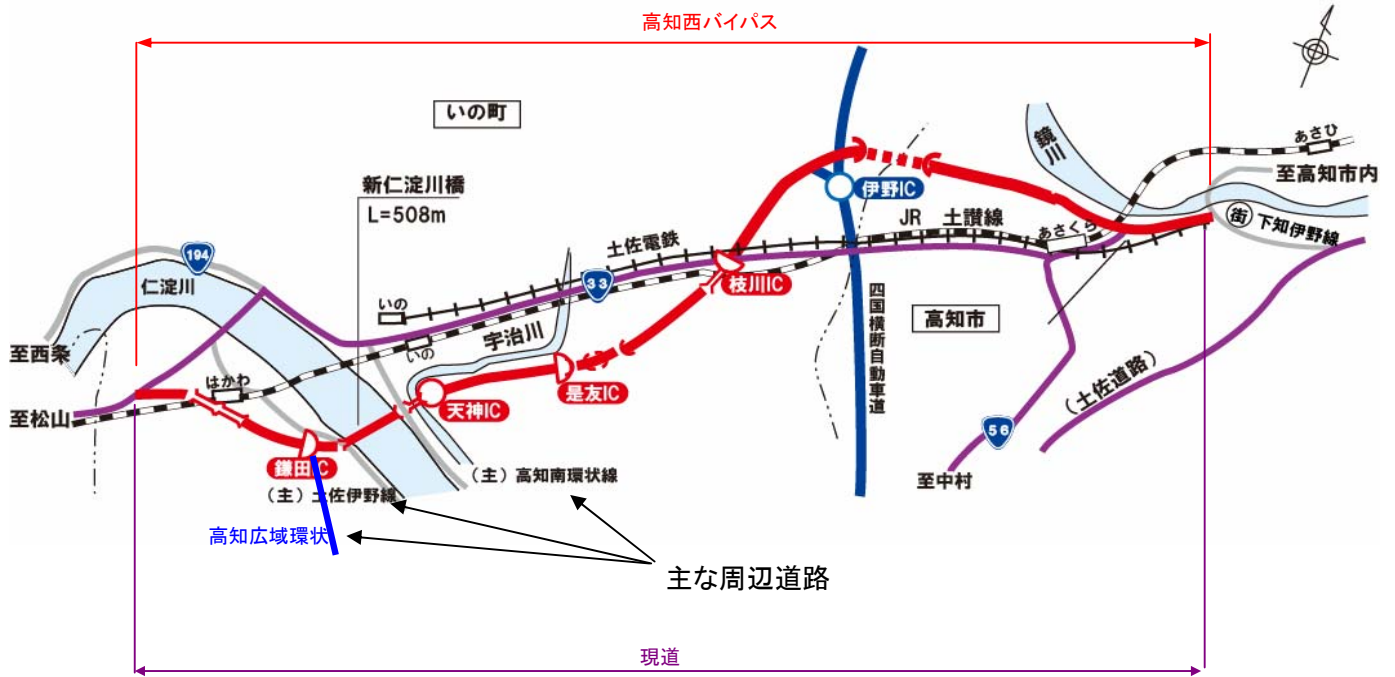 高知西バイパス
いの町
あさひ
鏡川
至高知市内
新仁淀川橋
L=508m
伊野IC
街 下知伊野線
JR 土讃線
あさくら
194
土佐電鉄
仁淀川
33
枝川IC
いの
四国横断自動車道
高知市
宇治川
いの
至西条
はかわ
是友IC
(土佐道路)
天神IC
至松山
56
鎌田IC
(主)高知南環状線
至中村
(主)土佐伊野線
高知広域環状
主な周辺道路
現道